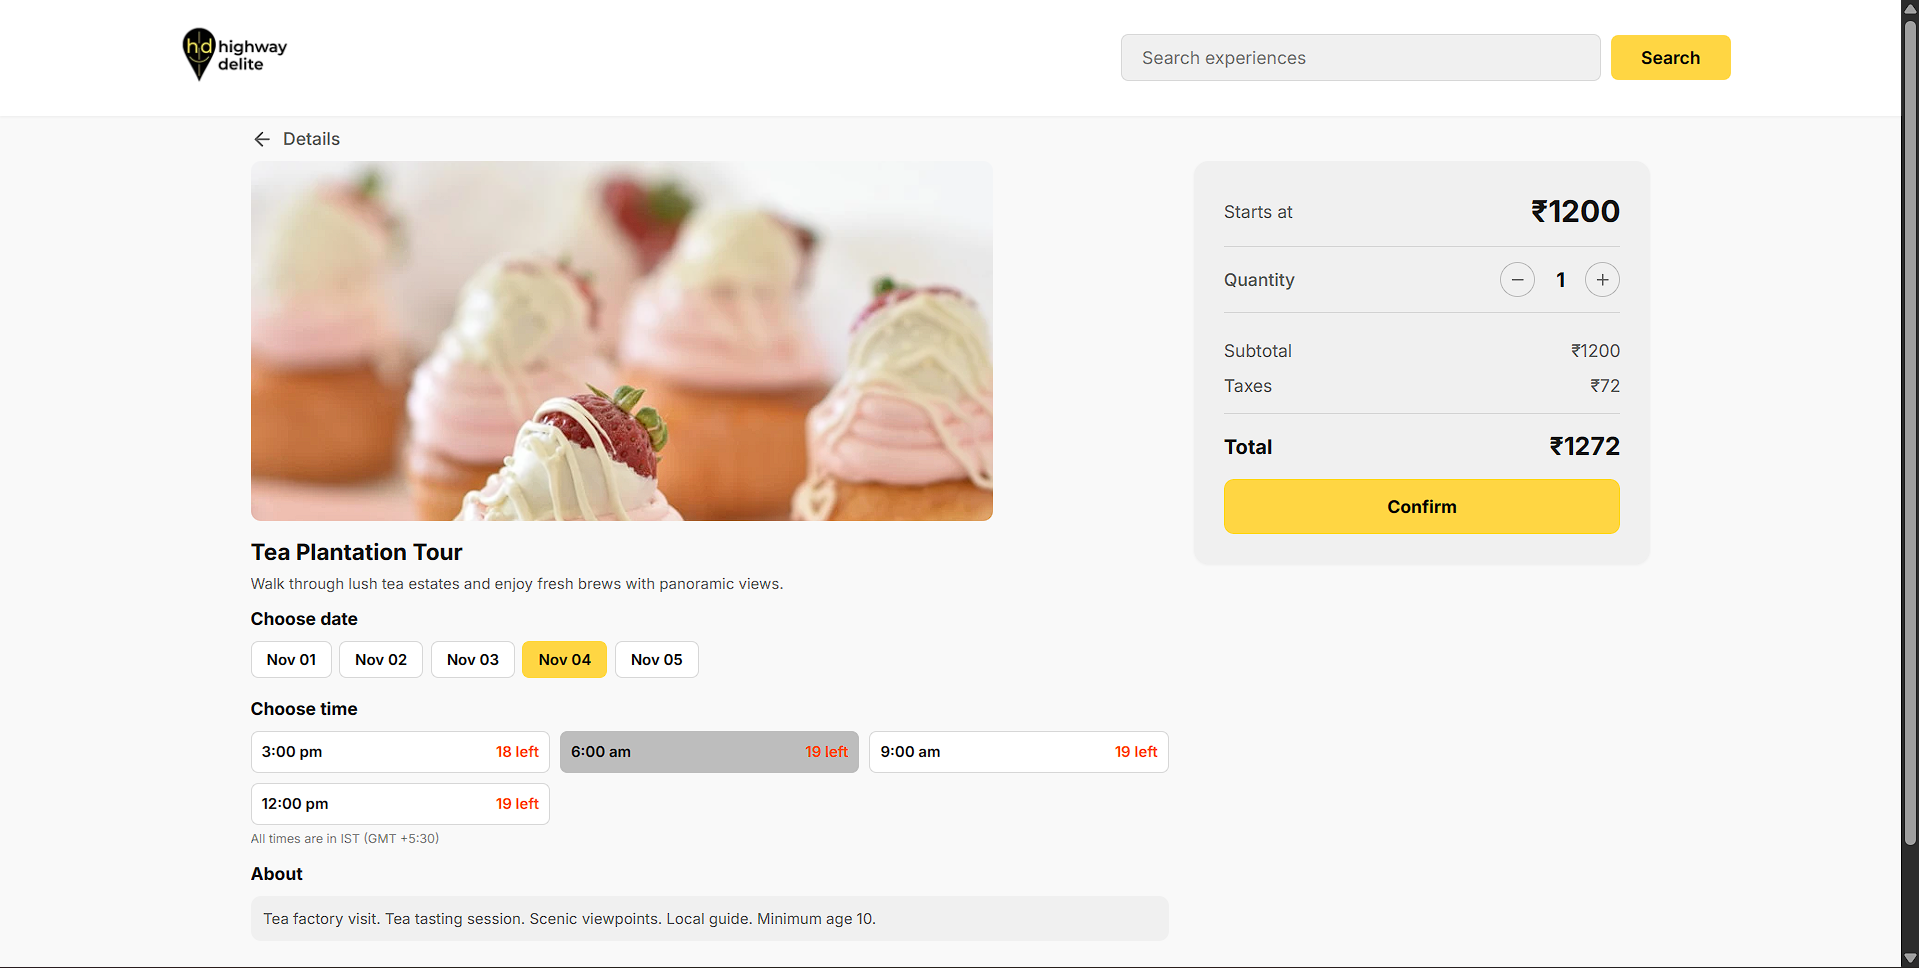 hd highway
delite
Search experiences
Search
Details
Starts at ₹1200
Quantity 1
Subtotal ₹1200
Taxes ₹72
Total ₹1272
Confirm
Tea Plantation Tour
Walk through lush tea estates and enjoy fresh brews with panoramic views.
Choose date
Nov 01 Nov 02 Nov 03 Nov 04 Nov 05
Choose time
3:00 pm 18 left 6:00 am 19 left 9:00 am 19 left
12:00 pm 19 left
All times are in IST (GMT +5:30)
About
Tea factory visit. Tea tasting session. Scenic viewpoints. Local guide. Minimum age 10.